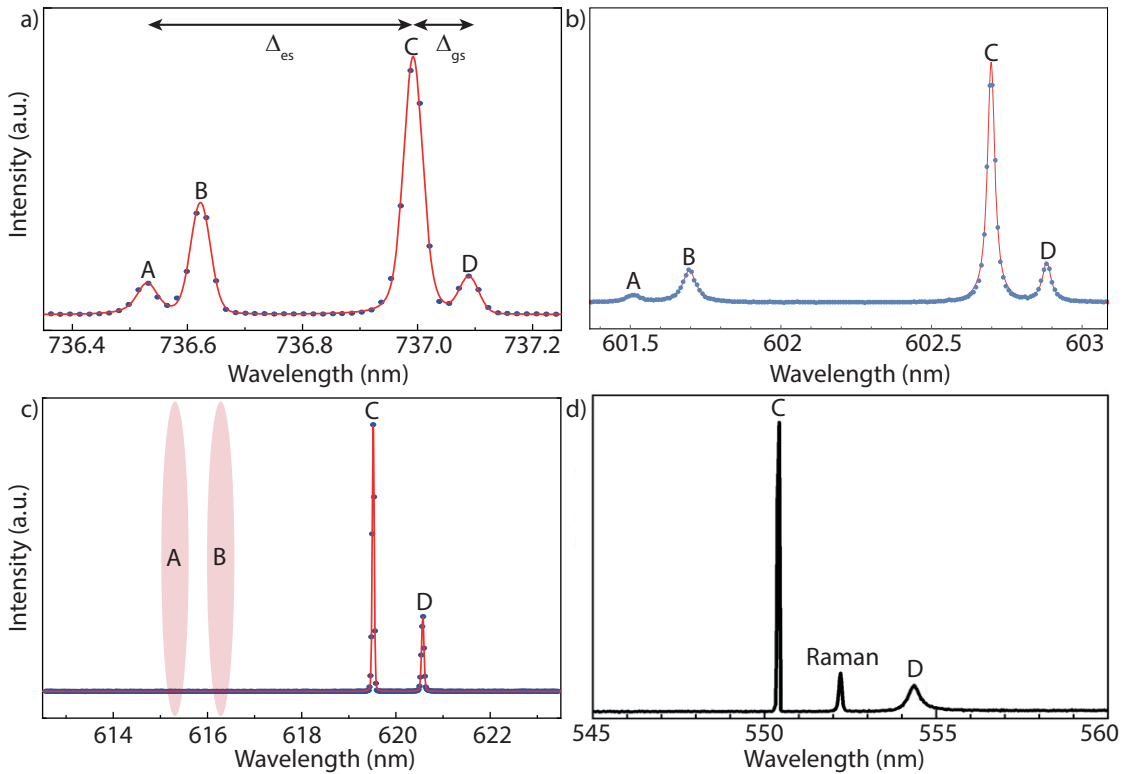 a)
Δes
Δgs
A
B
C
D
Intensity (a.u.)
736.4
736.6
736.8
737.0
737.2
Wavelength (nm)
b)
A
B
C
D
601.5
602
602.5
603
Wavelength (nm)
c)
A
B
C
D
Intensity (a.u.)
614
616
618
620
622
Wavelength (nm)
d)
C
Raman
D
545
550
555
560
Wavelength (nm)